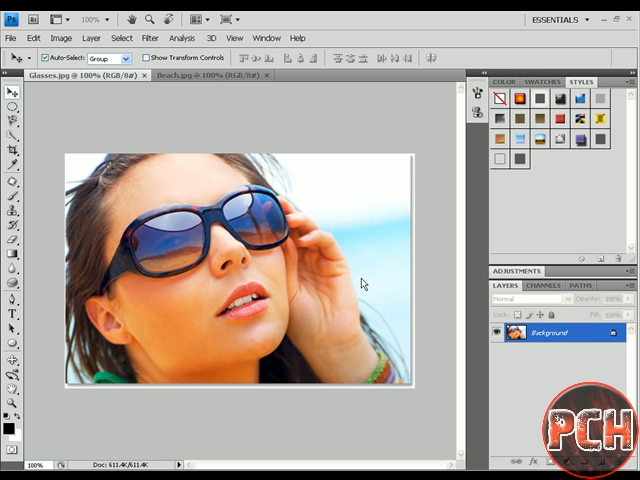 Ps Br 100% ESSENTIALS
File Edit Image Layer Select Filter Analysis 3D View Window Help
Auto-Select: Group Show Transform Controls
Glasses.jpg @ 100% (RGB/8#) Beach.jpg @ 100% (RGB/8#)
COLOR SWATCHES STYLES
ADJUSTMENTS
LAYERS CHANNELS PATHS
Normal Opacity: 100%
Lock: Fill: 100%
Background
PCH
100% Doc: 611.4K/611.4K